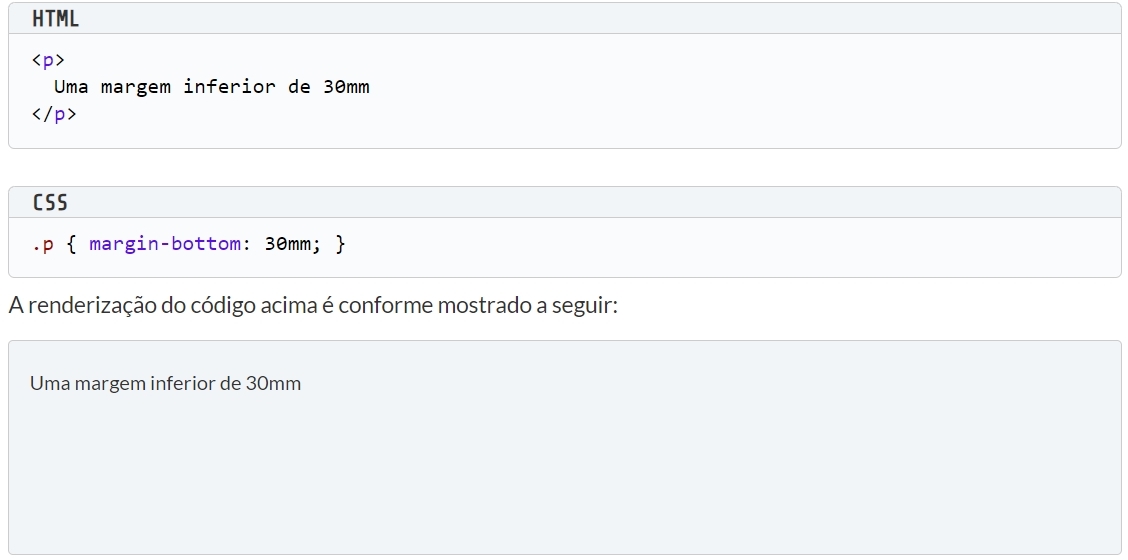 HTML
<p>
Uma margem inferior de 30mm
</p>
CSS
.p { margin-bottom: 30mm; }
A renderização do código acima é conforme mostrado a seguir:
Uma margem inferior de 30mm